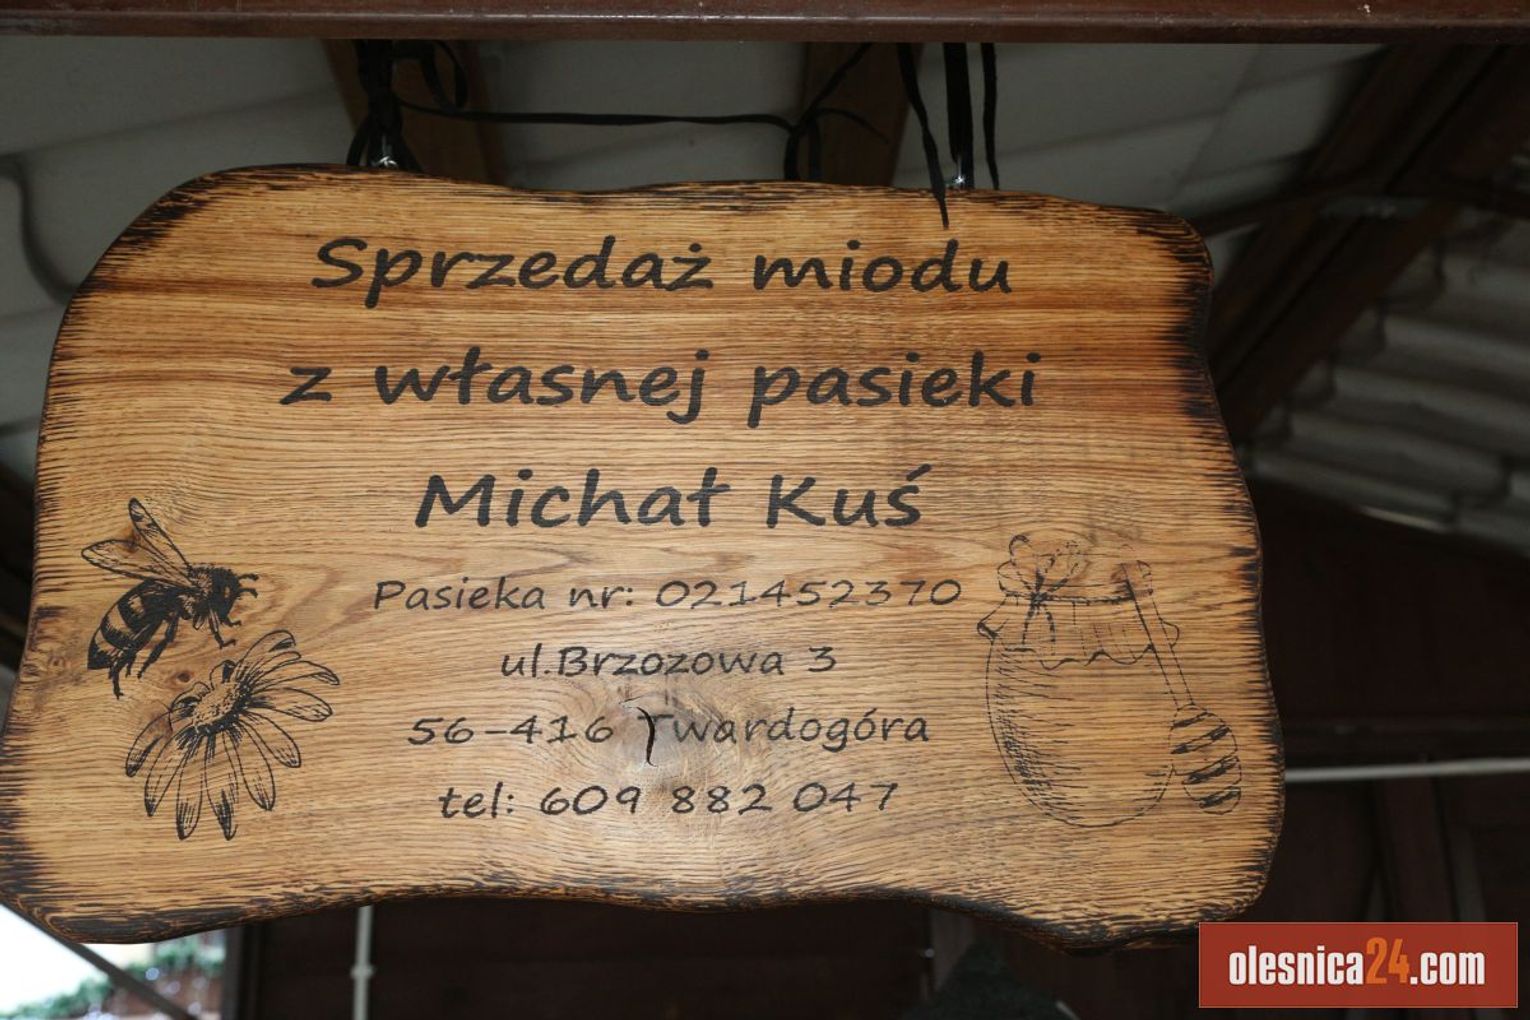 Sprzedaż miodu
z własnej pasieki
Michał Kuś
Pasieka nr: 021452370
ul.Brzozowa 3
56-416 Twardogóra
tel: 609 882 047
olesnica24.com